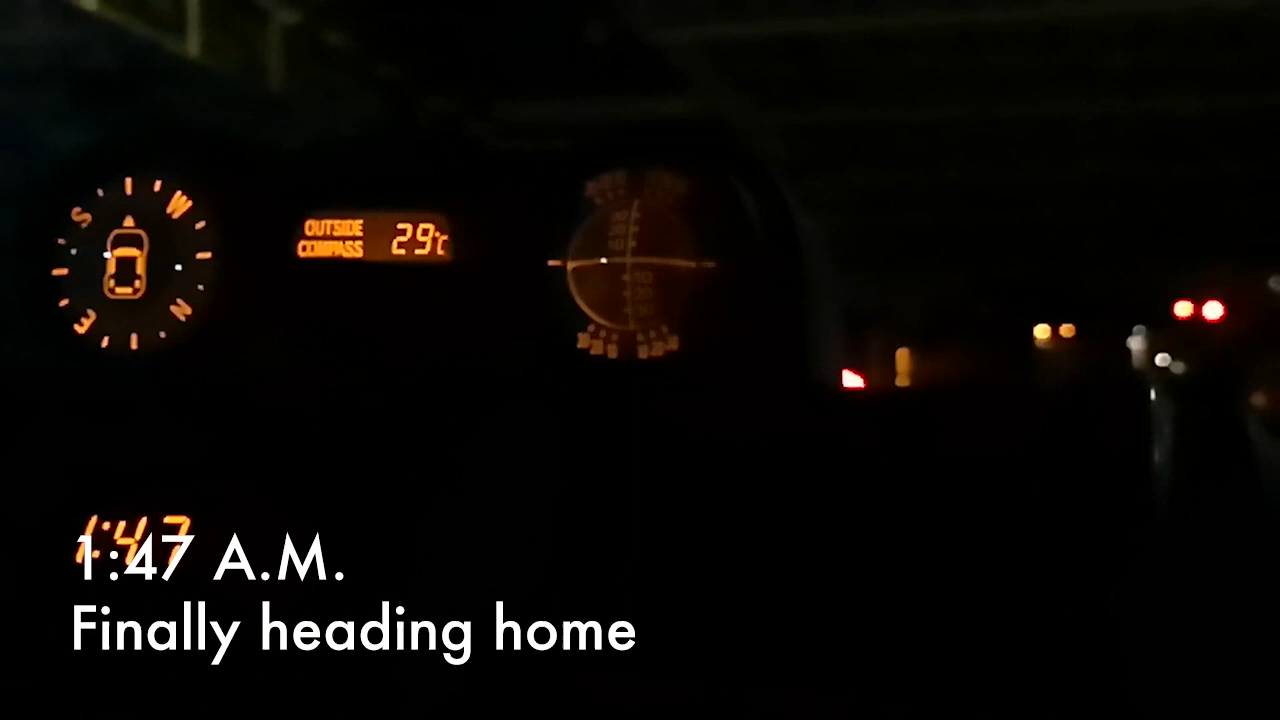 S W
E N
OUTSIDE
COMPASS 29°C
1:47
1:47 A.M.
Finally heading home